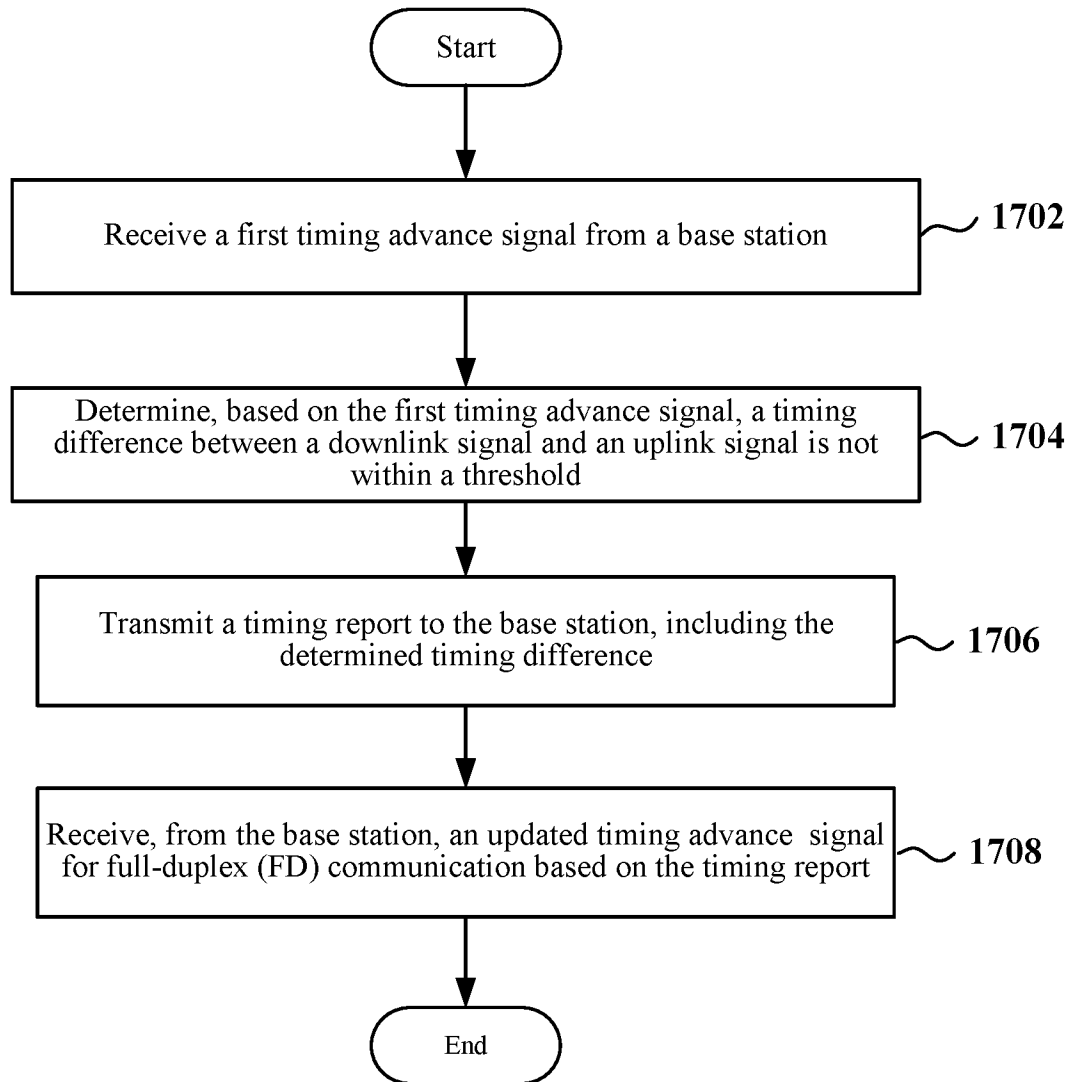 Start
Receive a first timing advance signal from a base station
1702
Determine, based on the first timing advance signal, a timing
difference between a downlink signal and an uplink signal is not
within a threshold
1704
Transmit a timing report to the base station, including the
determined timing difference
1706
Receive, from the base station, an updated timing advance signal
for full-duplex (FD) communication based on the timing report
1708
End